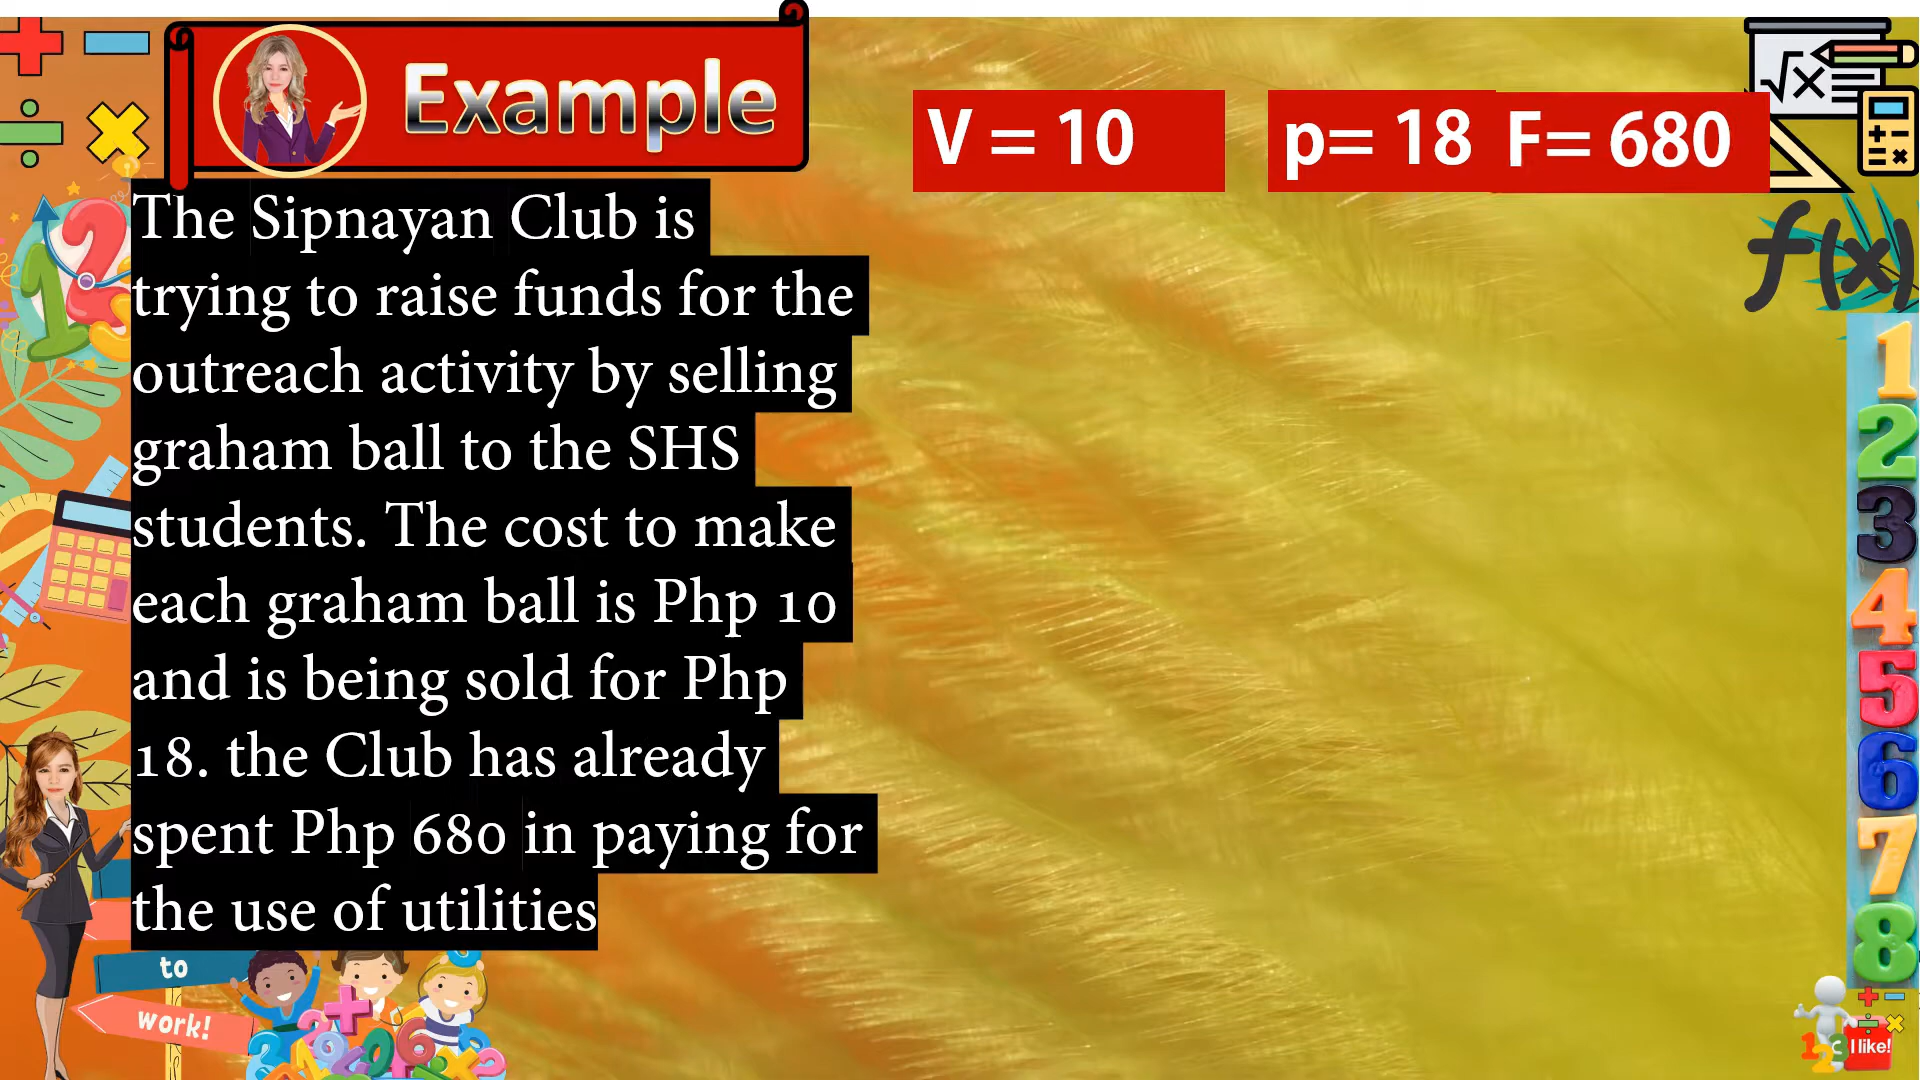 Example
V = 10
p= 18
F= 680
The Sipnayan Club is
trying to raise funds for the
outreach activity by selling
graham ball to the SHS
students. The cost to make
each graham ball is Php 10
and is being sold for Php
18. the Club has already
spent Php 680 in paying for
the use of utilities
√x
f(x)
12
1
2
3
4
5
6
7
8
to
work!
123
I like!